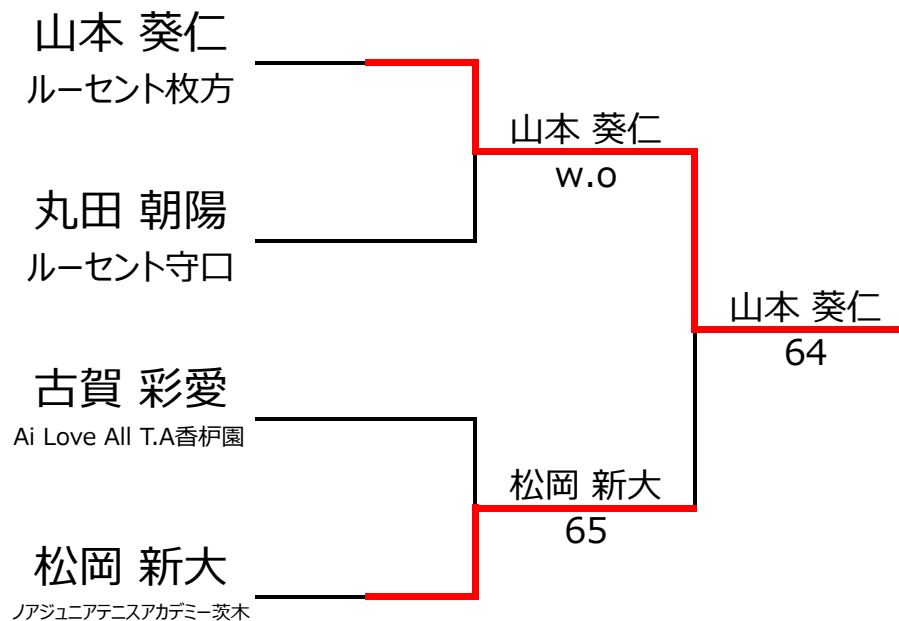 山本 葵仁
ルーセント枚方
山本 葵仁
w.o
丸田 朝陽
ルーセント守口
山本 葵仁
64
古賀 彩愛
Ai Love All T.A香枦園
松岡 新大
65
松岡 新大
ノアジュニアテニスアカデミー茨木